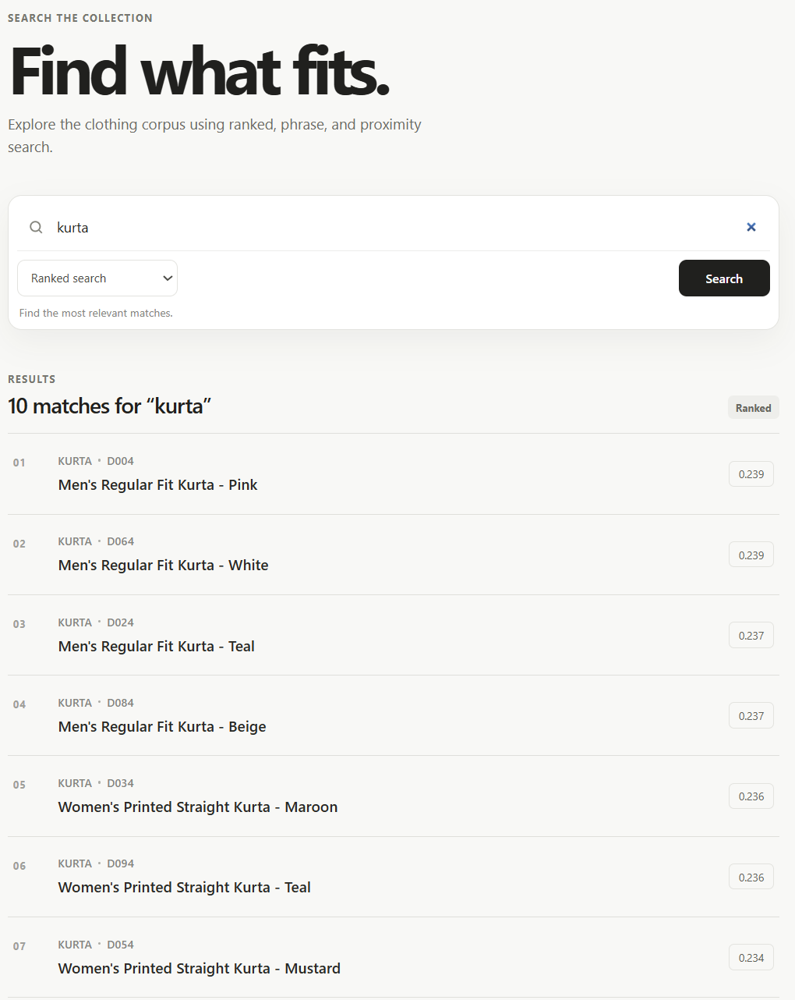 SEARCH THE COLLECTION
Find what fits.
Explore the clothing corpus using ranked, phrase, and proximity
search.
kurta
Ranked search
Search
Find the most relevant matches.
RESULTS
10 matches for “kurta”
Ranked
01
KURTA • D004
Men's Regular Fit Kurta - Pink
0.239
02
KURTA • D064
Men's Regular Fit Kurta - White
0.239
03
KURTA • D024
Men's Regular Fit Kurta - Teal
0.237
04
KURTA • D084
Men's Regular Fit Kurta - Beige
0.237
05
KURTA • D034
Women's Printed Straight Kurta - Maroon
0.236
06
KURTA • D094
Women's Printed Straight Kurta - Teal
0.236
07
KURTA • D054
Women's Printed Straight Kurta - Mustard
0.234